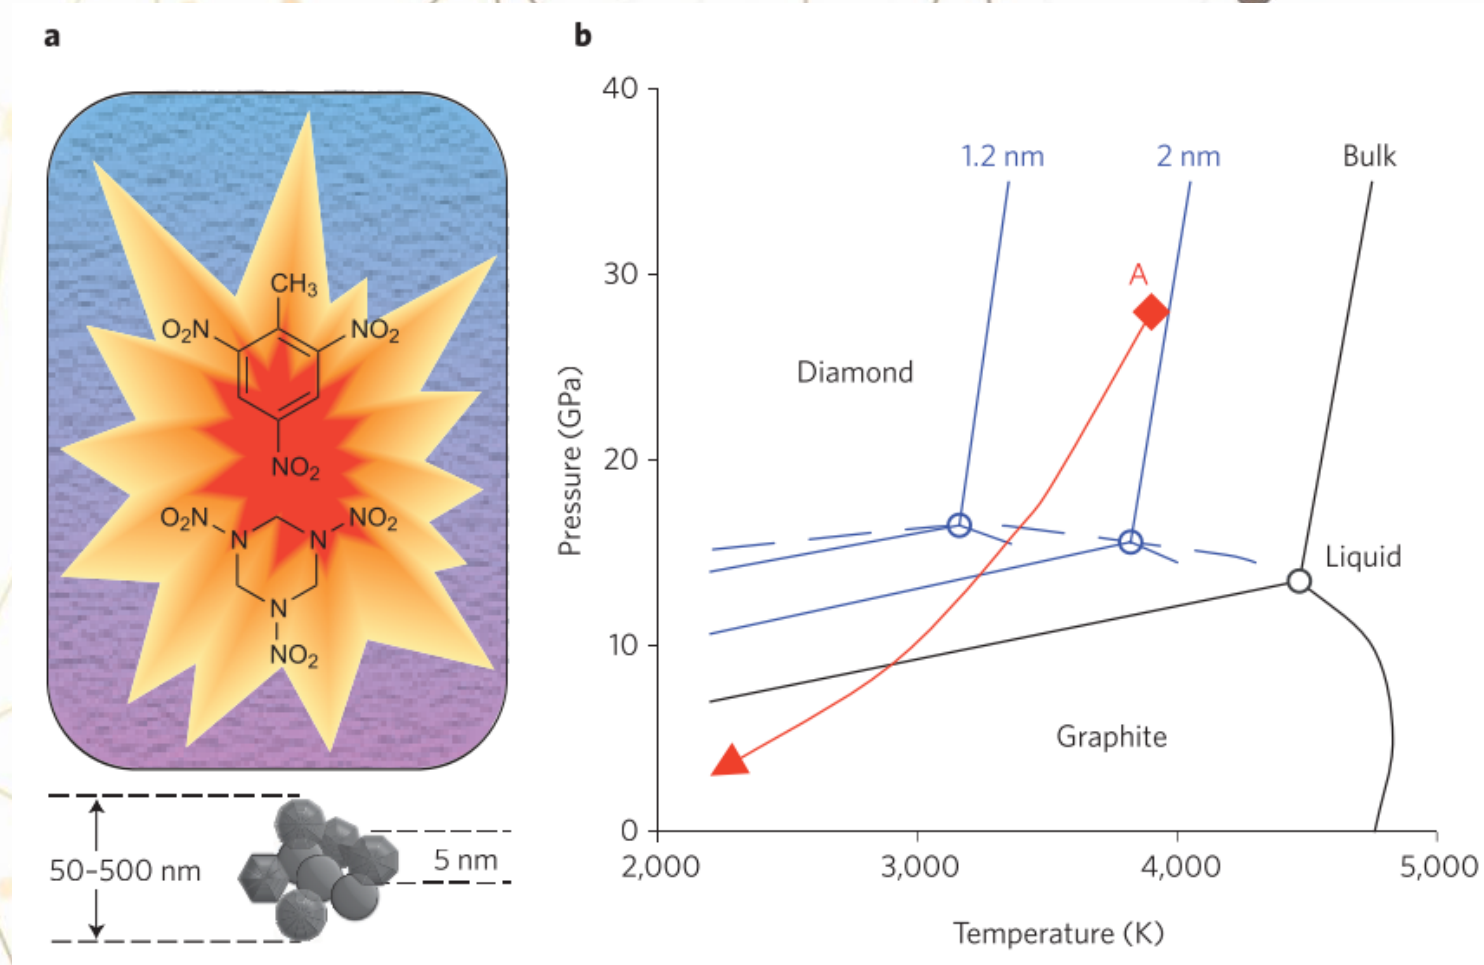 a
CH3
O2N
NO2
NO2
O2N
NO2
N
N
N
NO2
50–500 nm
5 nm
b
40
30
20
10
0
Pressure (GPa)
1.2 nm
2 nm
Bulk
A
Diamond
Liquid
Graphite
2,000
3,000
4,000
5,000
Temperature (K)